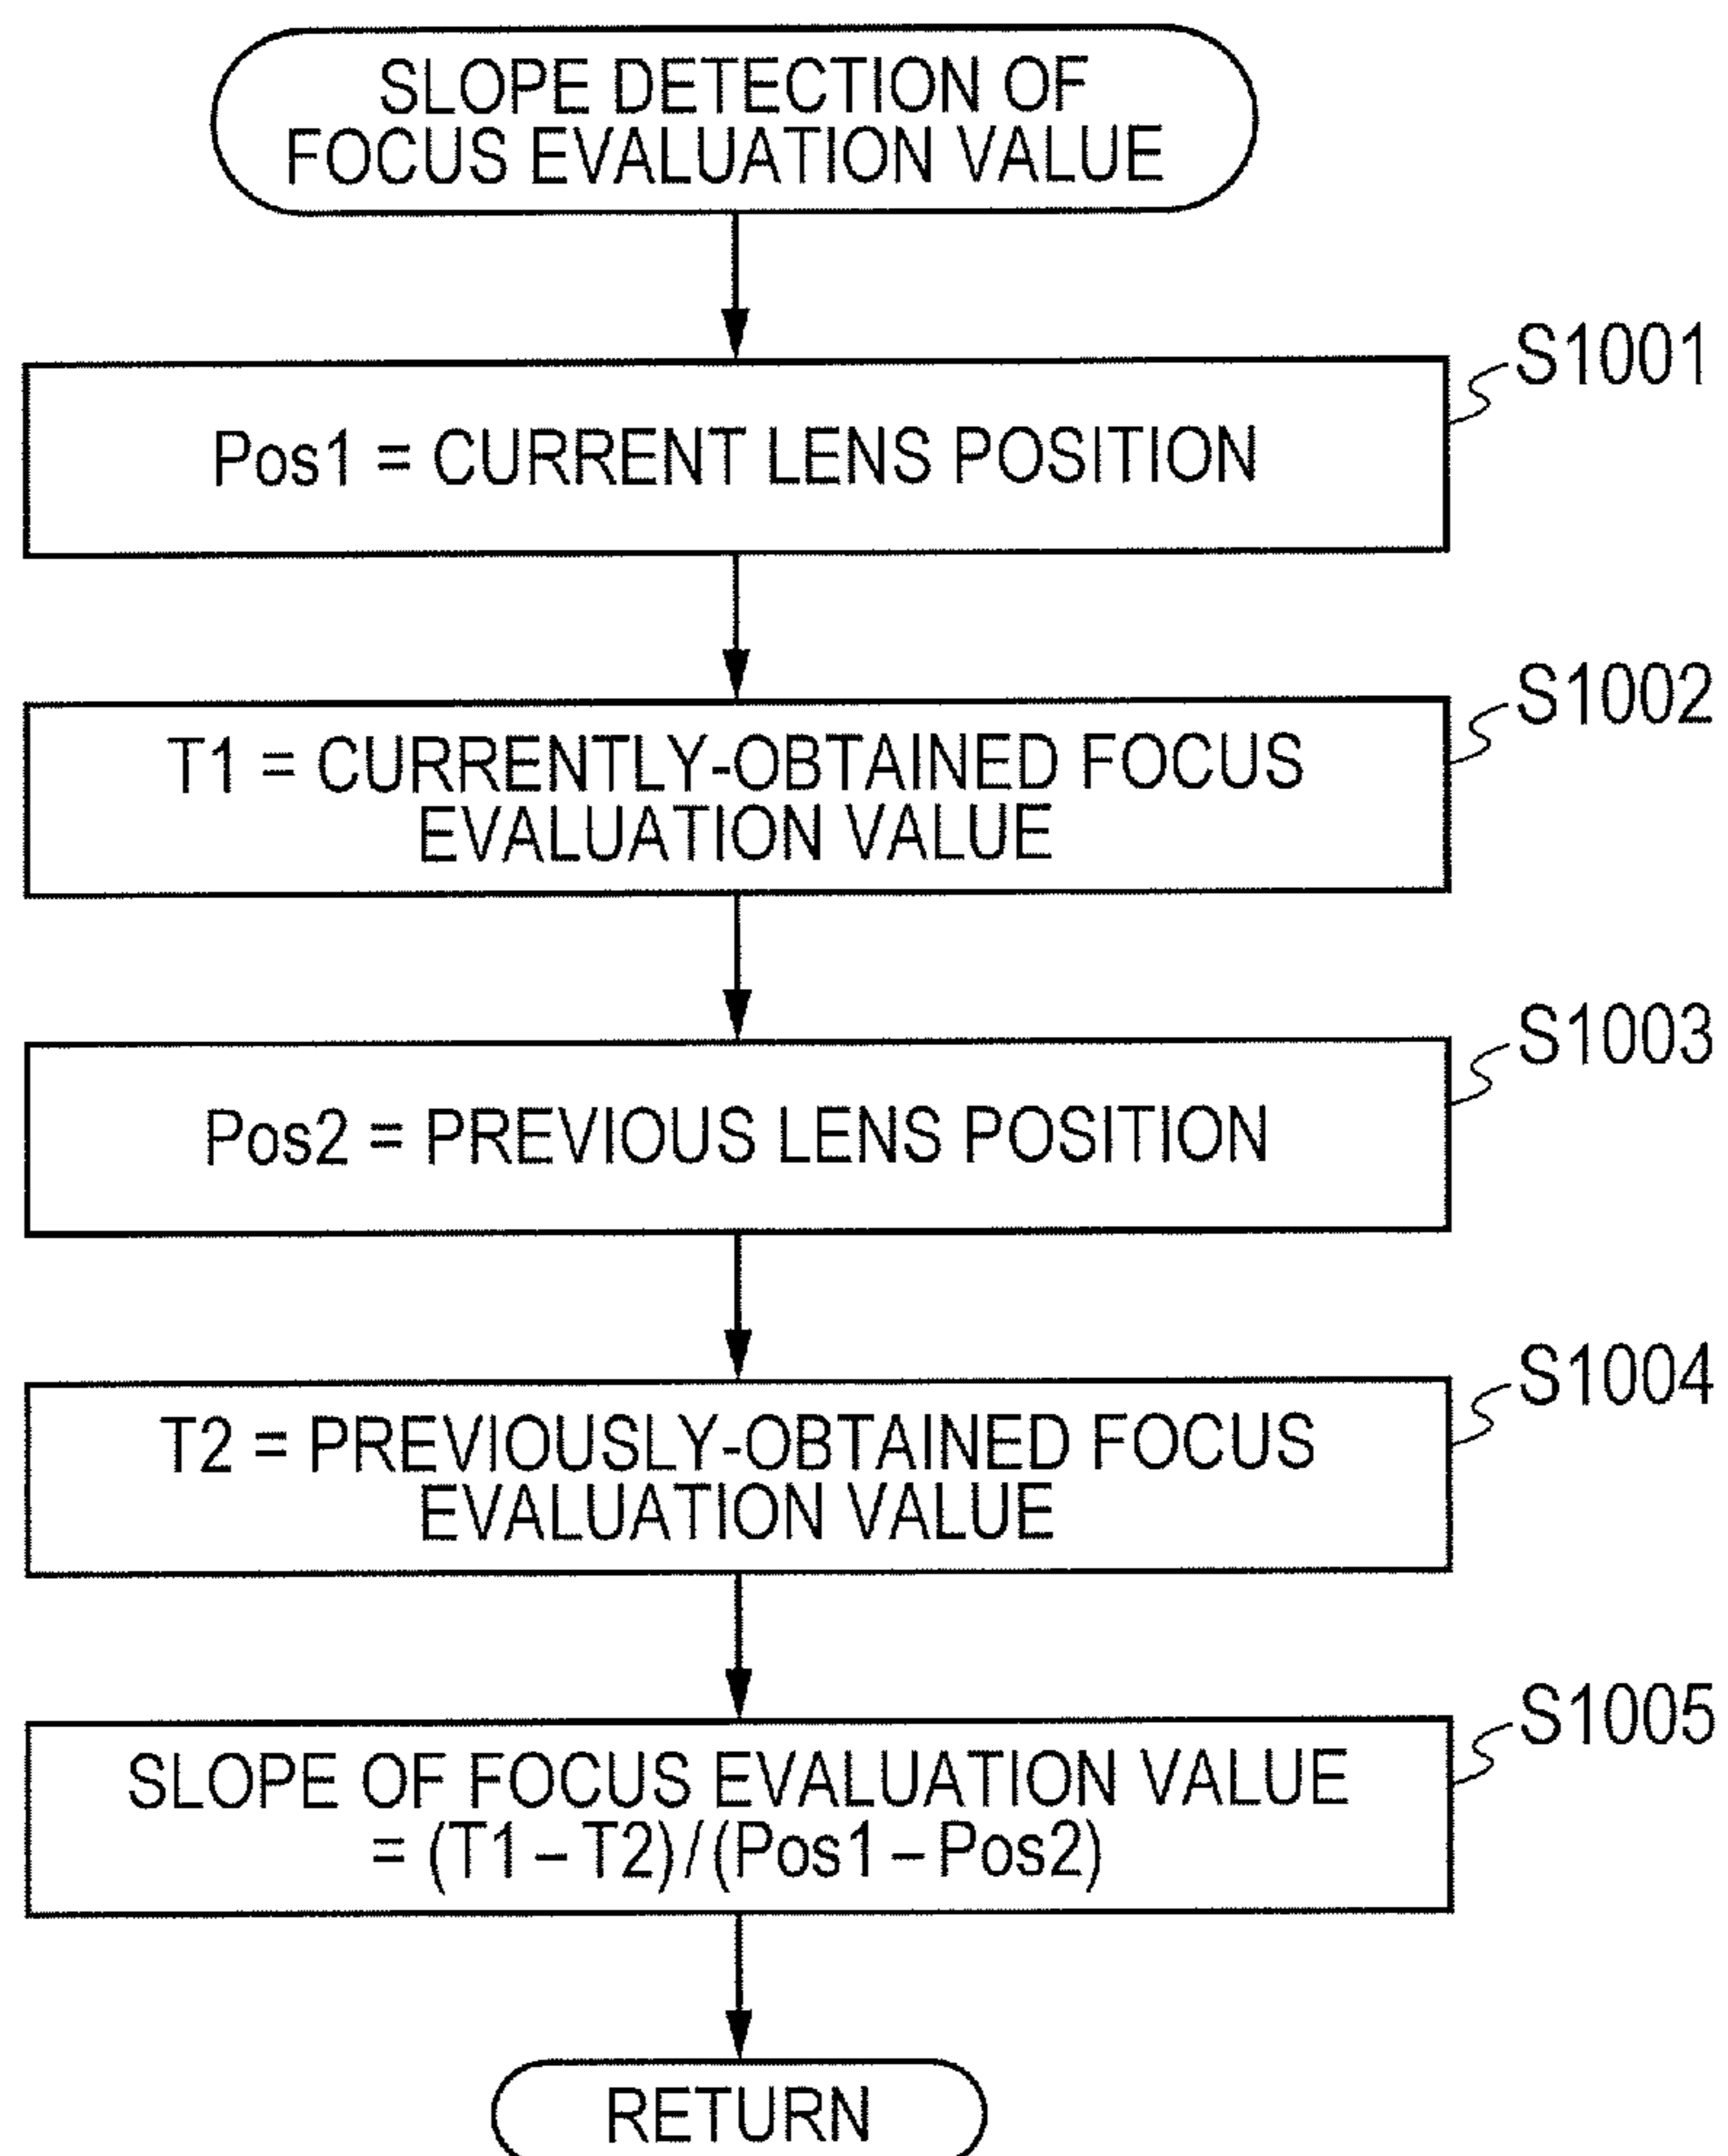 SLOPE DETECTION OF
FOCUS EVALUATION VALUE
S1001
Pos1 = CURRENT LENS POSITION
S1002
T1 = CURRENTLY-OBTAINED FOCUS
EVALUATION VALUE
S1003
Pos2 = PREVIOUS LENS POSITION
S1004
T2 = PREVIOUSLY-OBTAINED FOCUS
EVALUATION VALUE
S1005
SLOPE OF FOCUS EVALUATION VALUE
= (T1 – T2) / (Pos1 – Pos2)
RETURN